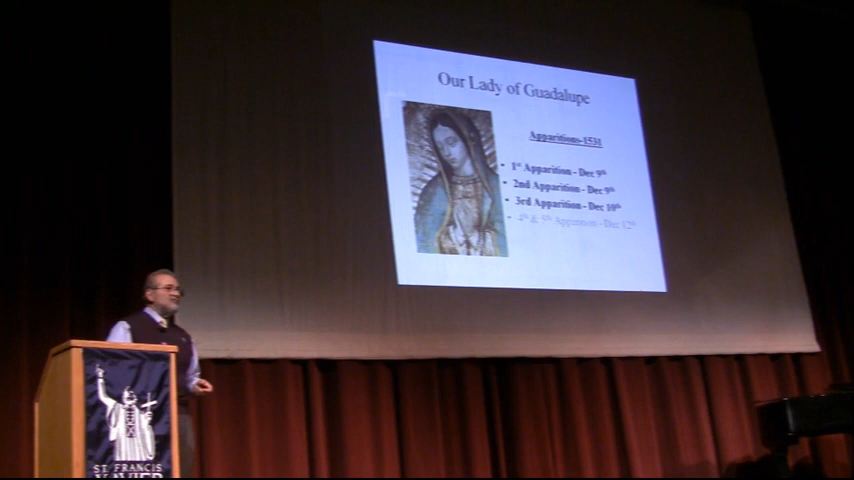 Our Lady of Guadalupe
Apparitions-1531
• 1st Apparition - Dec 9th
• 2nd Apparition - Dec 9th
• 3rd Apparition - Dec 10th
• 4th & 5th Apparition - Dec 12th
ST. FRANCIS
XAVIER